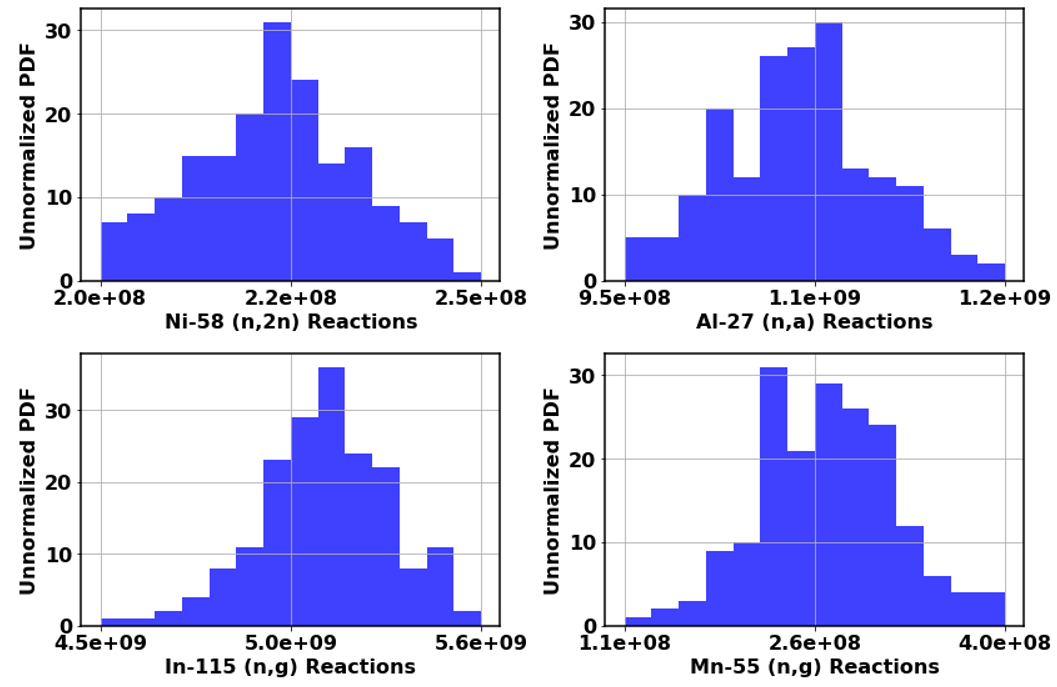 Unnormalized PDF
30
20
10
0
2.0e+08 2.2e+08 2.5e+08
Ni-58 (n,2n) Reactions
Unnormalized PDF
30
20
10
0
9.5e+08 1.1e+09 1.2e+09
Al-27 (n,a) Reactions
Unnormalized PDF
30
20
10
0
4.5e+09 5.0e+09 5.6e+09
In-115 (n,g) Reactions
Unnormalized PDF
30
20
10
0
1.1e+08 2.6e+08 4.0e+08
Mn-55 (n,g) Reactions